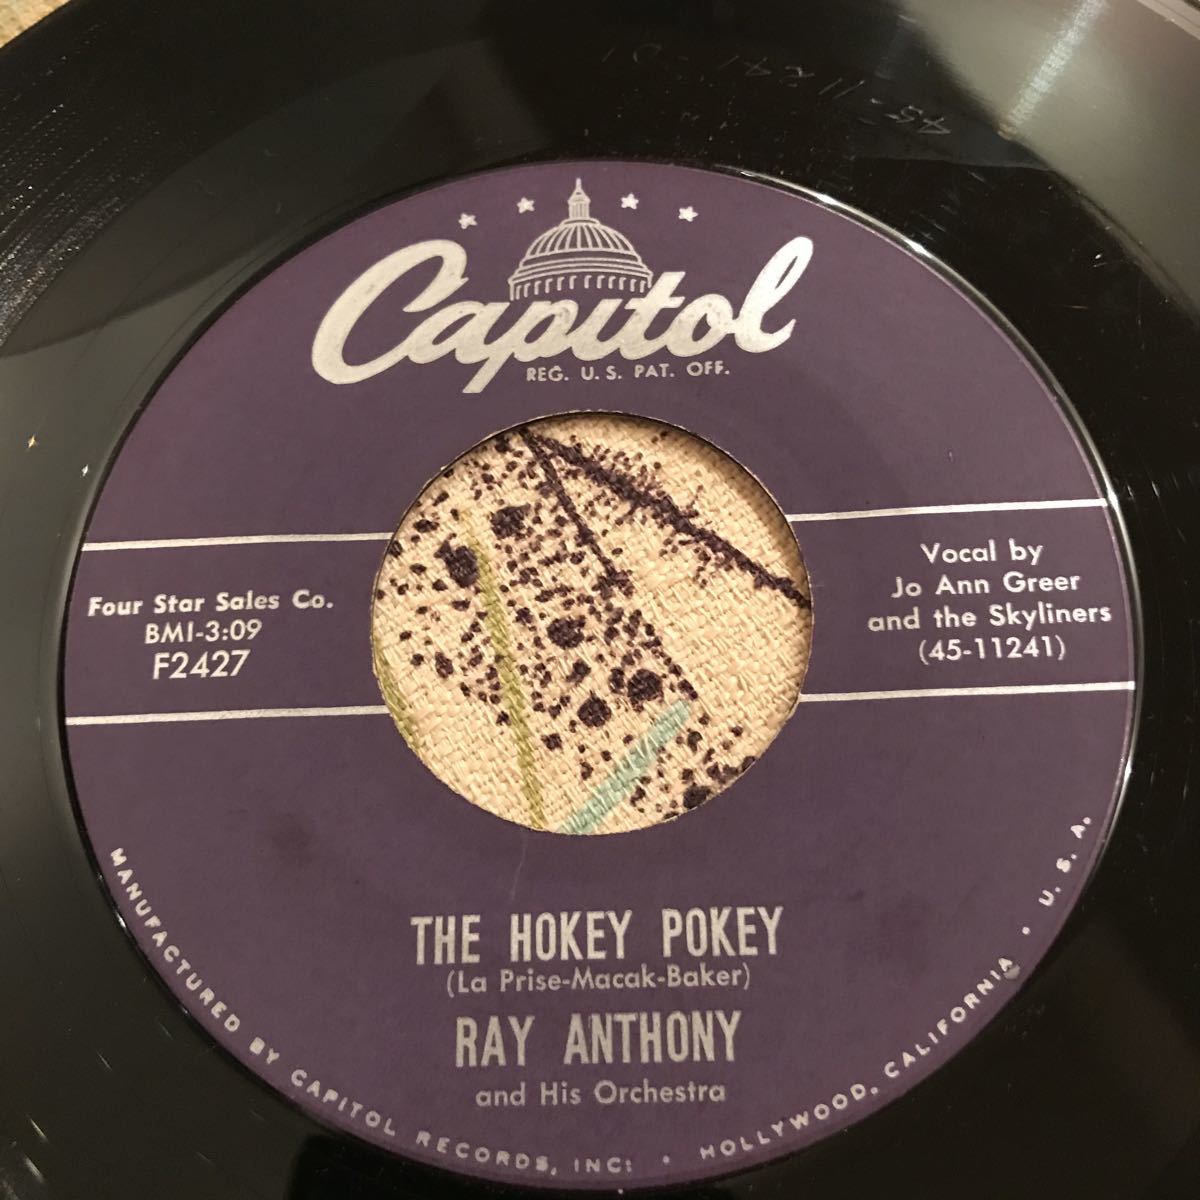 45-11241-D1
Capitol
REG. U.S. PAT. OFF.
Four Star Sales Co.
BMI-3:09
F2427
Vocal by
Jo Ann Greer
and the Skyliners
(45-11241)
THE HOKEY POKEY
(La Prise-Macak-Baker)
RAY ANTHONY
and His Orchestra
MANUFACTURED BY CAPITOL RECORDS, INC. • HOLLYWOOD, CALIFORNIA • U.S.A.